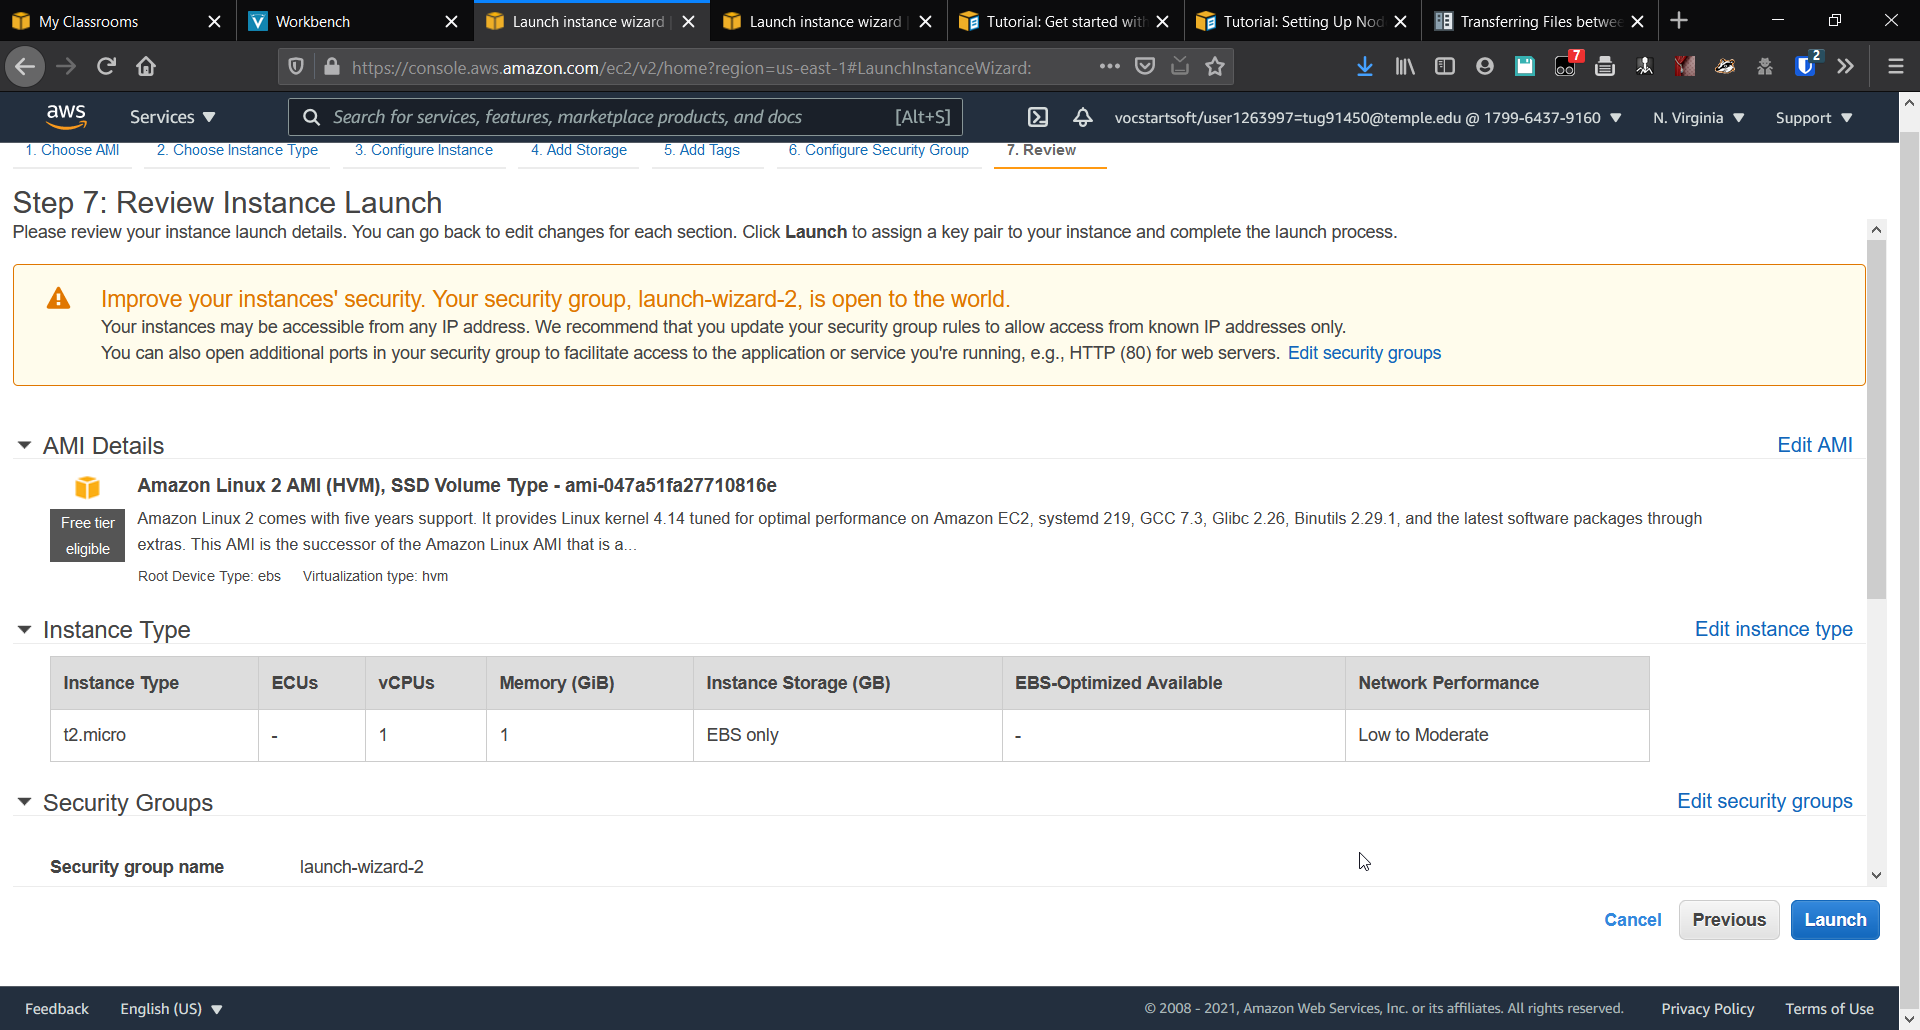 My Classrooms
Workbench
Launch instance wizard |
Launch instance wizard |
Tutorial: Get started with
Tutorial: Setting Up Nod
Transferring Files betwee
https://console.aws.amazon.com/ec2/v2/home?region=us-east-1#LaunchInstanceWizard:
7
2
aws
Services
Search for services, features, marketplace products, and docs
[Alt+S]
vocstartsoft/user1263997=tug91450@temple.edu @ 1799-6437-9160
N. Virginia
Support
1. Choose AMI
2. Choose Instance Type
3. Configure Instance
4. Add Storage
5. Add Tags
6. Configure Security Group
7. Review
Step 7: Review Instance Launch
Please review your instance launch details. You can go back to edit changes for each section. Click Launch to assign a key pair to your instance and complete the launch process.
Improve your instances' security. Your security group, launch-wizard-2, is open to the world.
Your instances may be accessible from any IP address. We recommend that you update your security group rules to allow access from known IP addresses only.
You can also open additional ports in your security group to facilitate access to the application or service you're running, e.g., HTTP (80) for web servers. Edit security groups
AMI Details
Edit AMI
Amazon Linux 2 AMI (HVM), SSD Volume Type - ami-047a51fa27710816e
Free tier
eligible
Amazon Linux 2 comes with five years support. It provides Linux kernel 4.14 tuned for optimal performance on Amazon EC2, systemd 219, GCC 7.3, Glibc 2.26, Binutils 2.29.1, and the latest software packages through
extras. This AMI is the successor of the Amazon Linux AMI that is a...
Root Device Type: ebs Virtualization type: hvm
Instance Type
Edit instance type
Instance Type ECUs vCPUs Memory (GiB) Instance Storage (GB) EBS-Optimized Available Network Performance
t2.micro - 1 1 EBS only - Low to Moderate
Security Groups
Edit security groups
Security group name launch-wizard-2
Cancel
Previous
Launch
Feedback
English (US)
© 2008 - 2021, Amazon Web Services, Inc. or its affiliates. All rights reserved.
Privacy Policy
Terms of Use